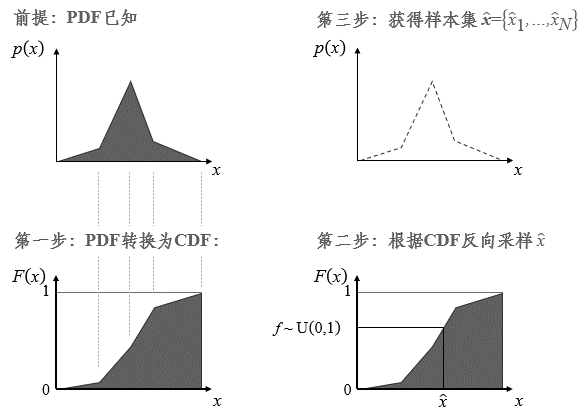 前提：PDF已知
p(x)
x
第三步：获得样本集 x̂={x̂1,...,x̂N}
p(x)
x
第一步：PDF转换为CDF：
F(x)
1
0
x
第二步：根据CDF反向采样 x̂
F(x)
1
f ~ U(0,1)
0
x̂
x